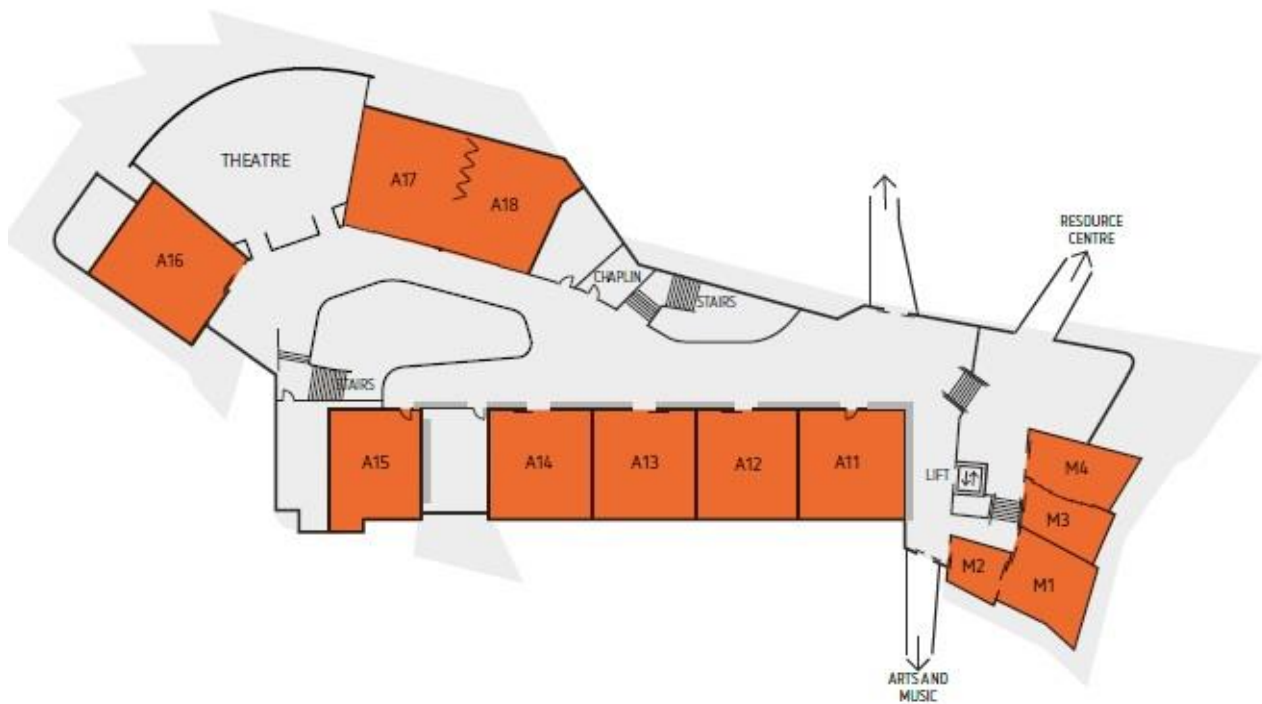 THEATRE
A17
A18
A16
RESOURCE
CENTRE
CHAPLIN
STAIRS
STAIRS
A15
A14
A13
A12
A11
LIFT
M4
M3
M2
M1
ARTS AND
MUSIC